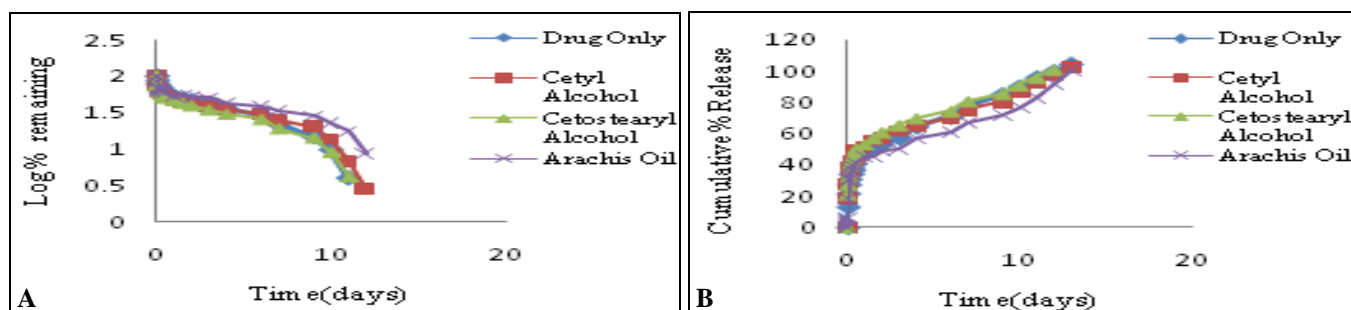 Log% remaining
2.5
2
1.5
1
0.5
0
0
10
20
Time(days)
Drug Only
Cetyl
Alcohol
Cetostearyl
Alcohol
Arachis Oil
A
Cumulative % Release
120
100
80
60
40
20
0
0
10
20
Time(days)
Drug Only
Cetyl
Alcohol
Cetostearyl
Alcohol
Arachis Oil
B